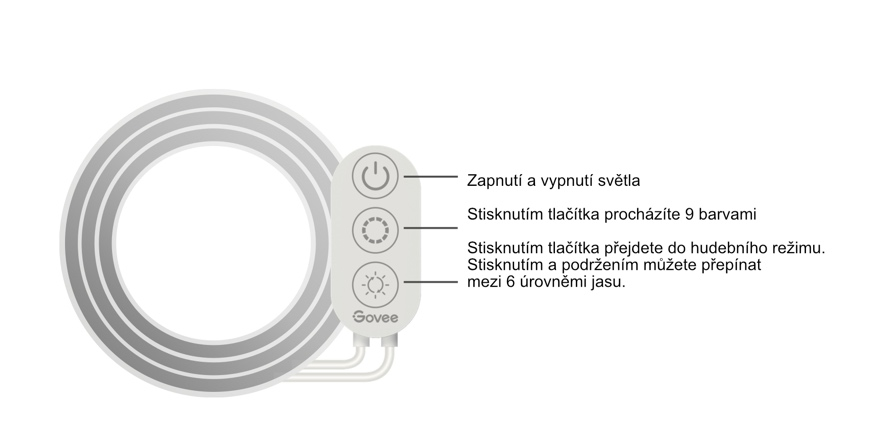 Zapnutí a vypnutí světla
Stisknutím tlačítka procházíte 9 barvami
Stisknutím tlačítka přejdete do hudebního režimu.
Stisknutím a podržením můžete přepínat
mezi 6 úrovněmi jasu.
Govee